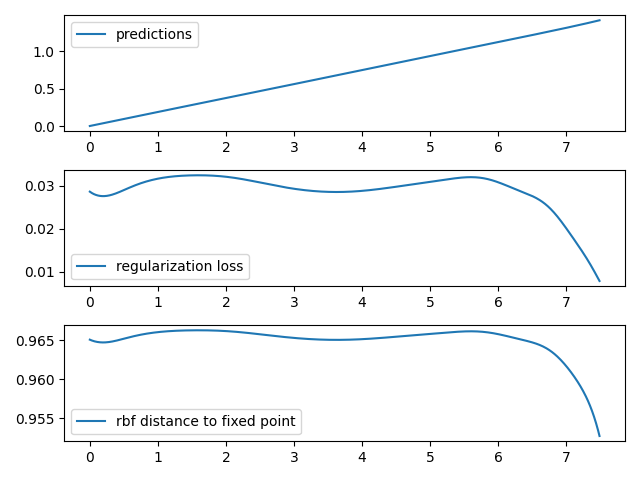 predictions
1.0
0.5
0.0
0 1 2 3 4 5 6 7
0.03
0.02
0.01
regularization loss
0 1 2 3 4 5 6 7
0.965
0.960
0.955
rbf distance to fixed point
0 1 2 3 4 5 6 7